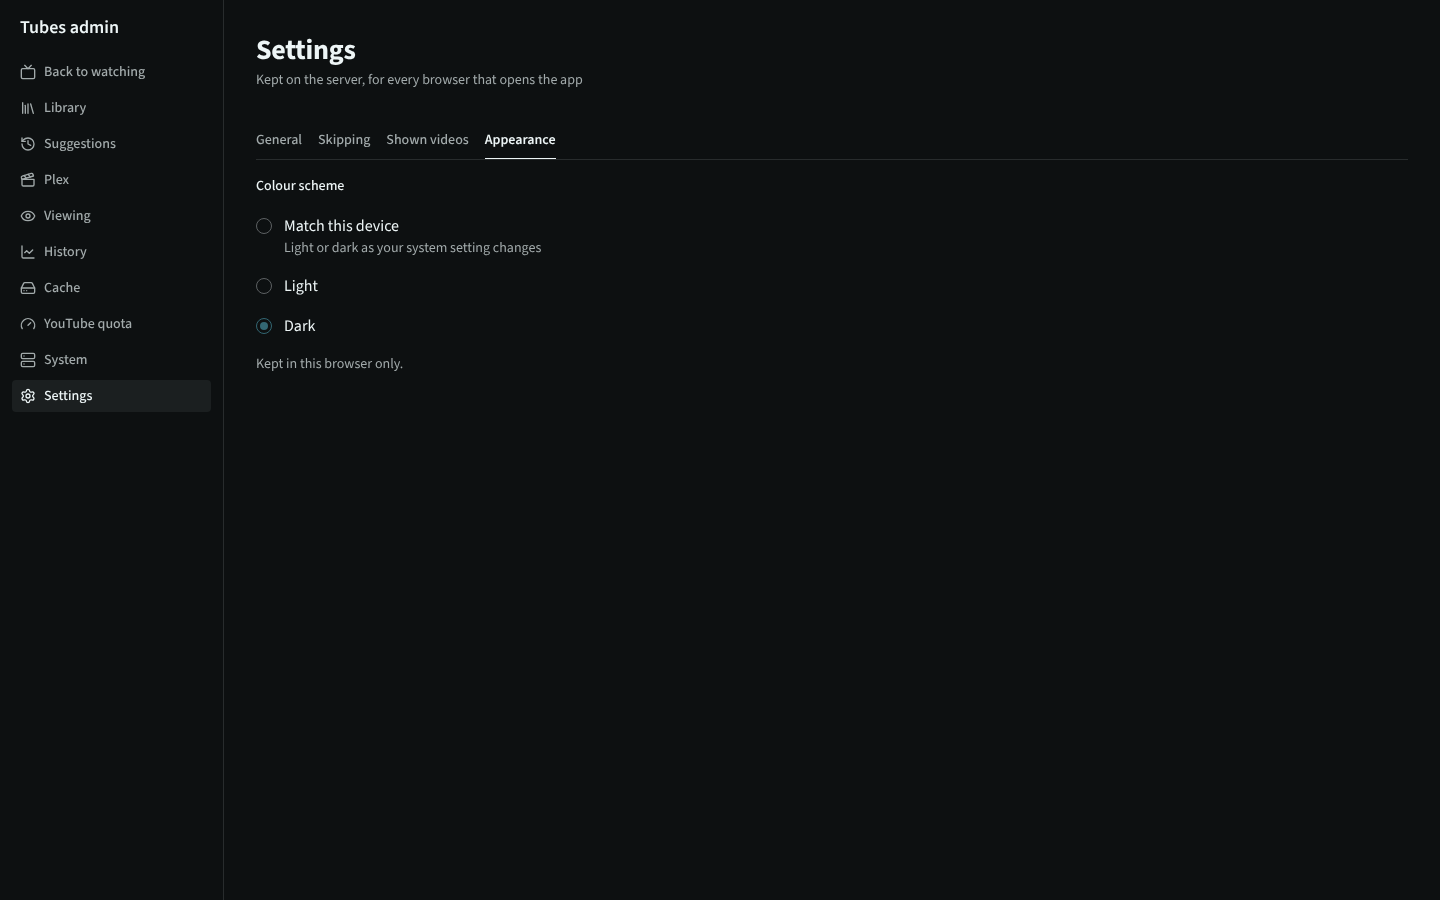 Tubes admin
Back to watching
Library
Suggestions
Plex
Viewing
History
Cache
YouTube quota
System
Settings
Settings
Kept on the server, for every browser that opens the app
General Skipping Shown videos Appearance
Colour scheme
Match this device
Light or dark as your system setting changes
Light
Dark
Kept in this browser only.